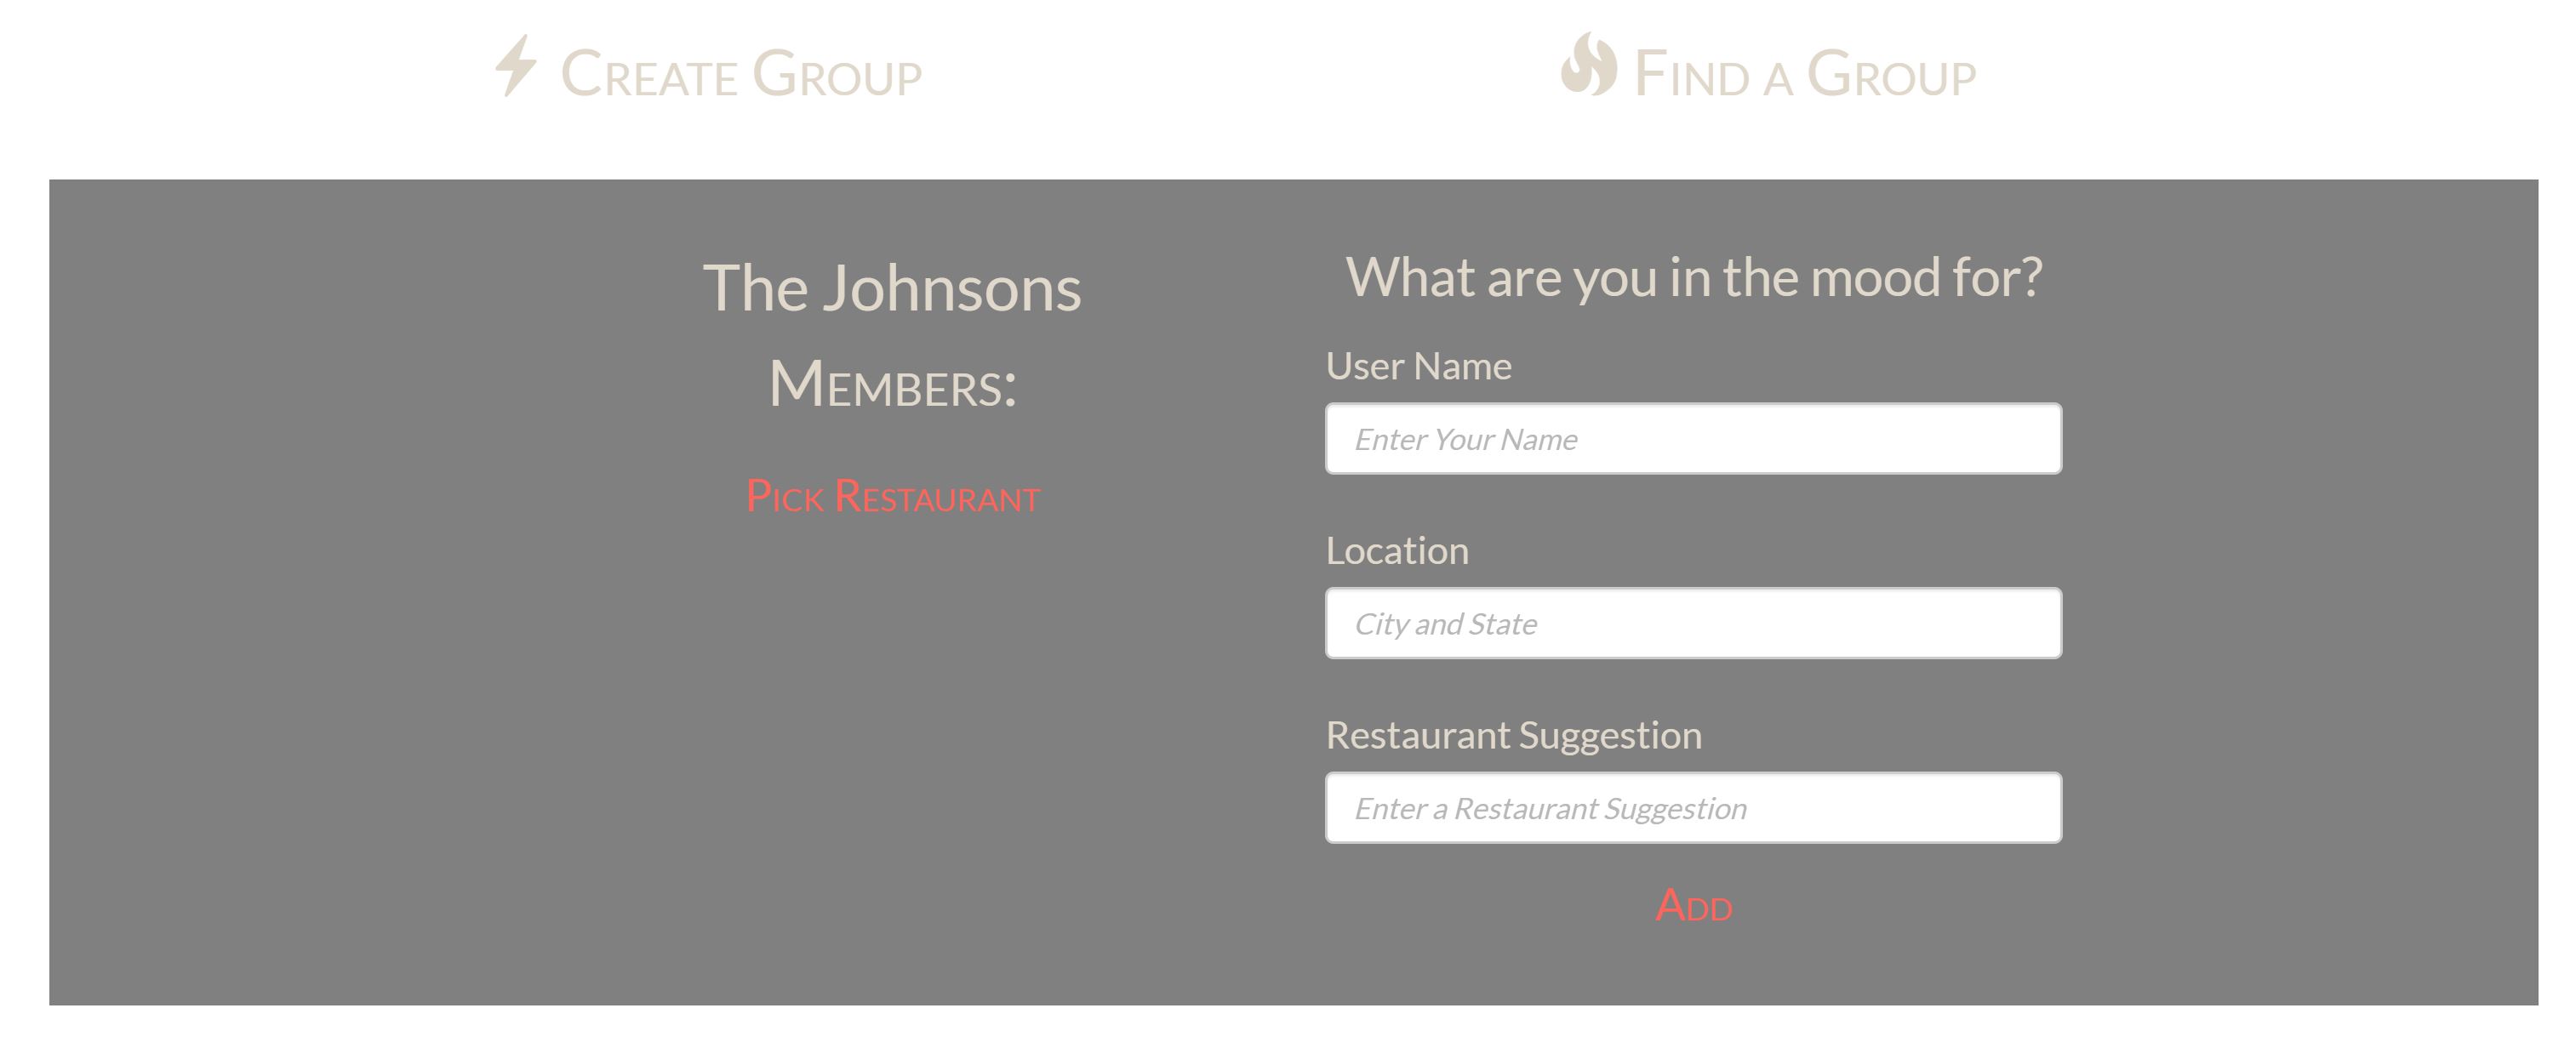 Create Group
Find a Group
The Johnsons
Members:
Pick Restaurant
What are you in the mood for?
User Name
Enter Your Name
Location
City and State
Restaurant Suggestion
Enter a Restaurant Suggestion
Add